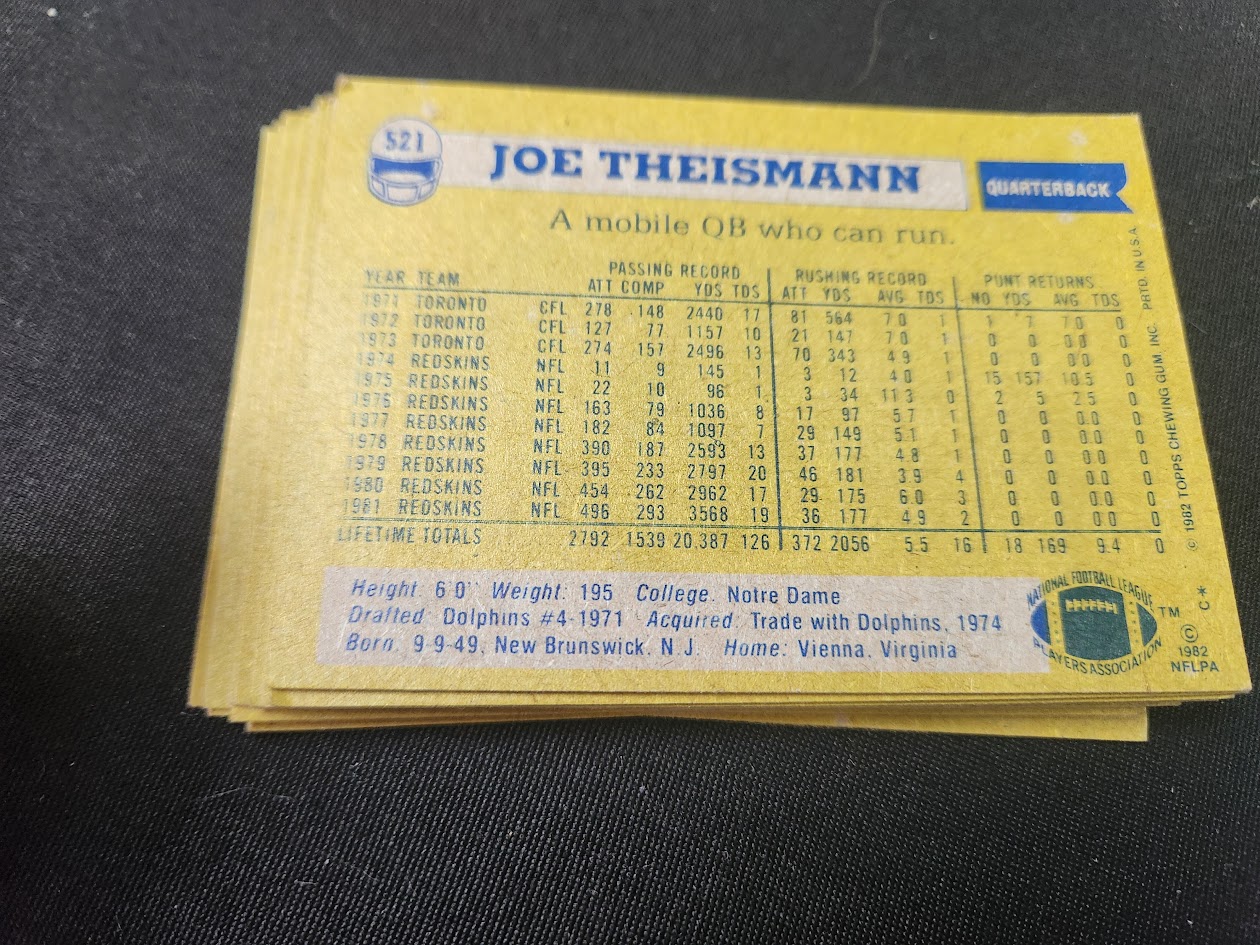 521 JOE THEISMANN QUARTERBACK
A mobile QB who can run.
PASSING RECORD RUSHING RECORD PUNT RETURNS
YEAR TEAM ATT COMP YDS TDS ATT YDS AVG TDS NO YDS AVG TDS
1971 TORONTO CFL 278 148 2440 17 81 564 7.0 1 1 7 7.0 0
1972 TORONTO CFL 127 77 1157 10 21 147 7.0 1 0 0 0.0 0
1973 TORONTO CFL 274 157 2496 13 70 343 4.9 1 0 0 0.0 0
1974 REDSKINS NFL 11 9 145 1 3 12 4.0 1 15 157 10.5 0
1975 REDSKINS NFL 22 10 96 1 3 34 11.3 0 2 5 2.5 0
1976 REDSKINS NFL 163 79 1036 8 17 97 5.7 1 0 0 0.0 0
1977 REDSKINS NFL 182 84 1097 7 29 149 5.1 1 0 0 0.0 0
1978 REDSKINS NFL 390 187 2593 13 37 177 4.8 1 0 0 0.0 0
1979 REDSKINS NFL 395 233 2797 20 46 181 3.9 4 0 0 0.0 0
1980 REDSKINS NFL 454 262 2962 17 29 175 6.0 3 0 0 0.0 0
1981 REDSKINS NFL 496 293 3568 19 36 177 4.9 2 0 0 0.0 0
LIFETIME TOTALS 2792 1539 20,387 126 372 2056 5.5 16 18 169 9.4 0
Height: 6'0" Weight: 195 College: Notre Dame
Drafted: Dolphins #4-1971 Acquired: Trade with Dolphins, 1974
Born: 9-9-49, New Brunswick, N.J. Home: Vienna, Virginia
NATIONAL FOOTBALL LEAGUE
PLAYERS ASSOCIATION
TM
© 1982 NFLPA
C*
© 1982 TOPPS CHEWING GUM, INC. PRTD. IN U.S.A.